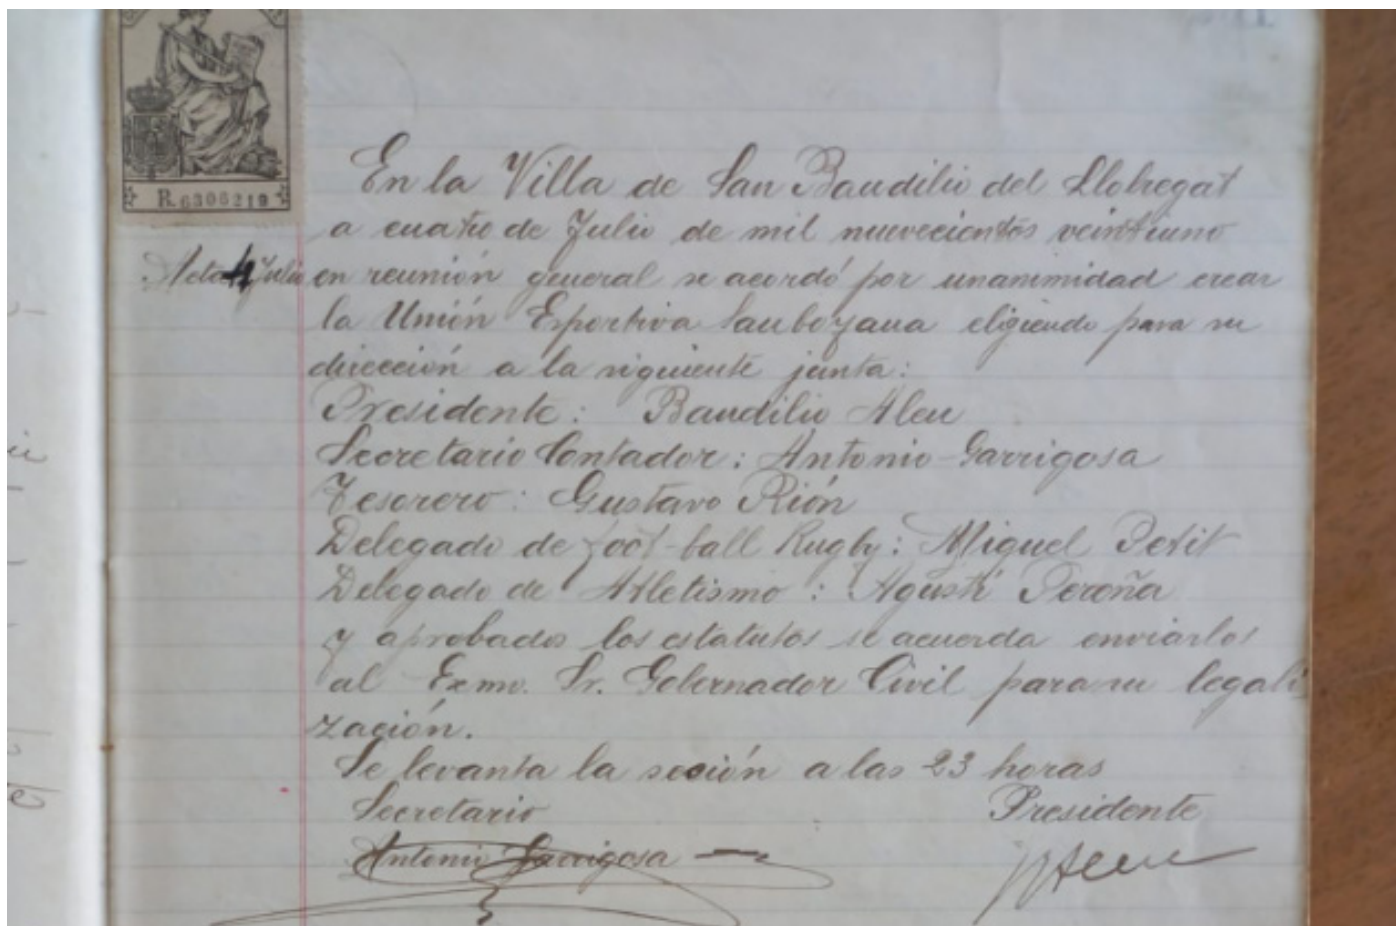 R.6306219
En la Villa de San Baudilio del Llobregat
a cuatro de Julio de mil nuevecientos veintiuno
Acta 4 Julio
en reunión general se acordó por unanimidad crear
la Unión Esportiva Sanboyana eligiendo para su
dirección a la siguiente junta:
Presidente: Baudilio Aleu
Secretario Contador: Antonio Garrigosa
Tesorero: Gustavo Rión
Delegado de foot-ball Rugby: Miguel Petit
Delegado de Atletismo: Agustí Peroña
y aprobados los estatutos se acuerda enviarlos
al Exmo. Sr. Gobernador Civil para su legali
zación.
Se levanta la sesión a las 23 horas
Secretario Presidente
Antonio Garrigosa BAleu